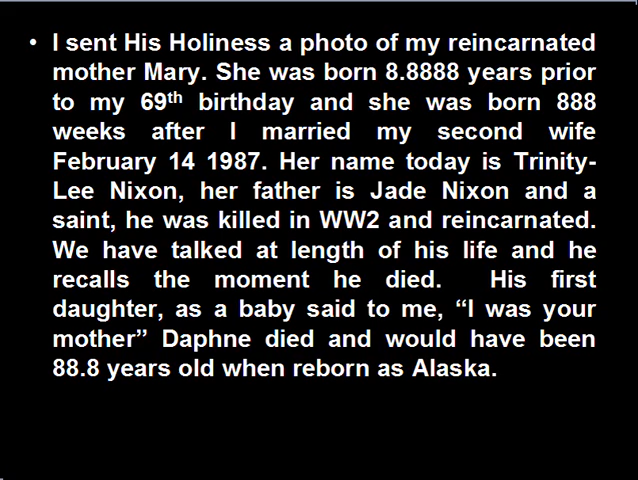 • I sent His Holiness a photo of my reincarnated
mother Mary. She was born 8.8888 years prior
to my 69th birthday and she was born 888
weeks after I married my second wife
February 14 1987. Her name today is Trinity-
Lee Nixon, her father is Jade Nixon and a
saint, he was killed in WW2 and reincarnated.
We have talked at length of his life and he
recalls the moment he died. His first
daughter, as a baby said to me, “I was your
mother” Daphne died and would have been
88.8 years old when reborn as Alaska.